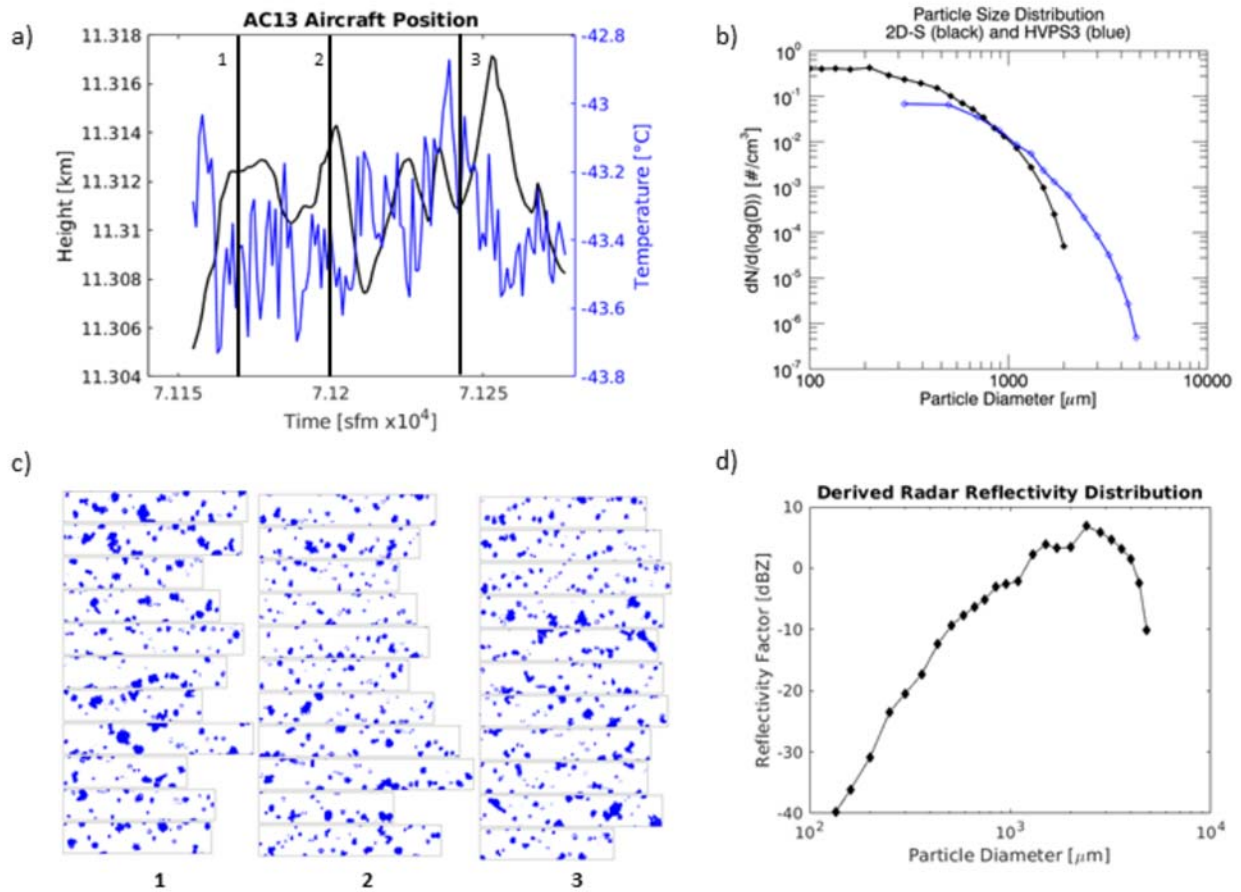 a)
AC13 Aircraft Position
11.318
11.316
11.314
11.312
11.31
11.308
11.306
11.304
Height [km]
1
2
3
-42.8
-43
-43.2
-43.4
-43.6
-43.8
Temperature [°C]
7.115
7.12
7.125
Time [sfm x10⁴]
b)
Particle Size Distribution
2D-S (black) and HVPS3 (blue)
10⁰
10⁻¹
10⁻²
10⁻³
10⁻⁴
10⁻⁵
10⁻⁶
10⁻⁷
dN/d(log(D)) [#/cm³]
100
1000
10000
Particle Diameter [μm]
c)
1
2
3
d)
Derived Radar Reflectivity Distribution
10
0
-10
-20
-30
-40
Reflectivity Factor [dBZ]
10²
10³
10⁴
Particle Diameter [μm]